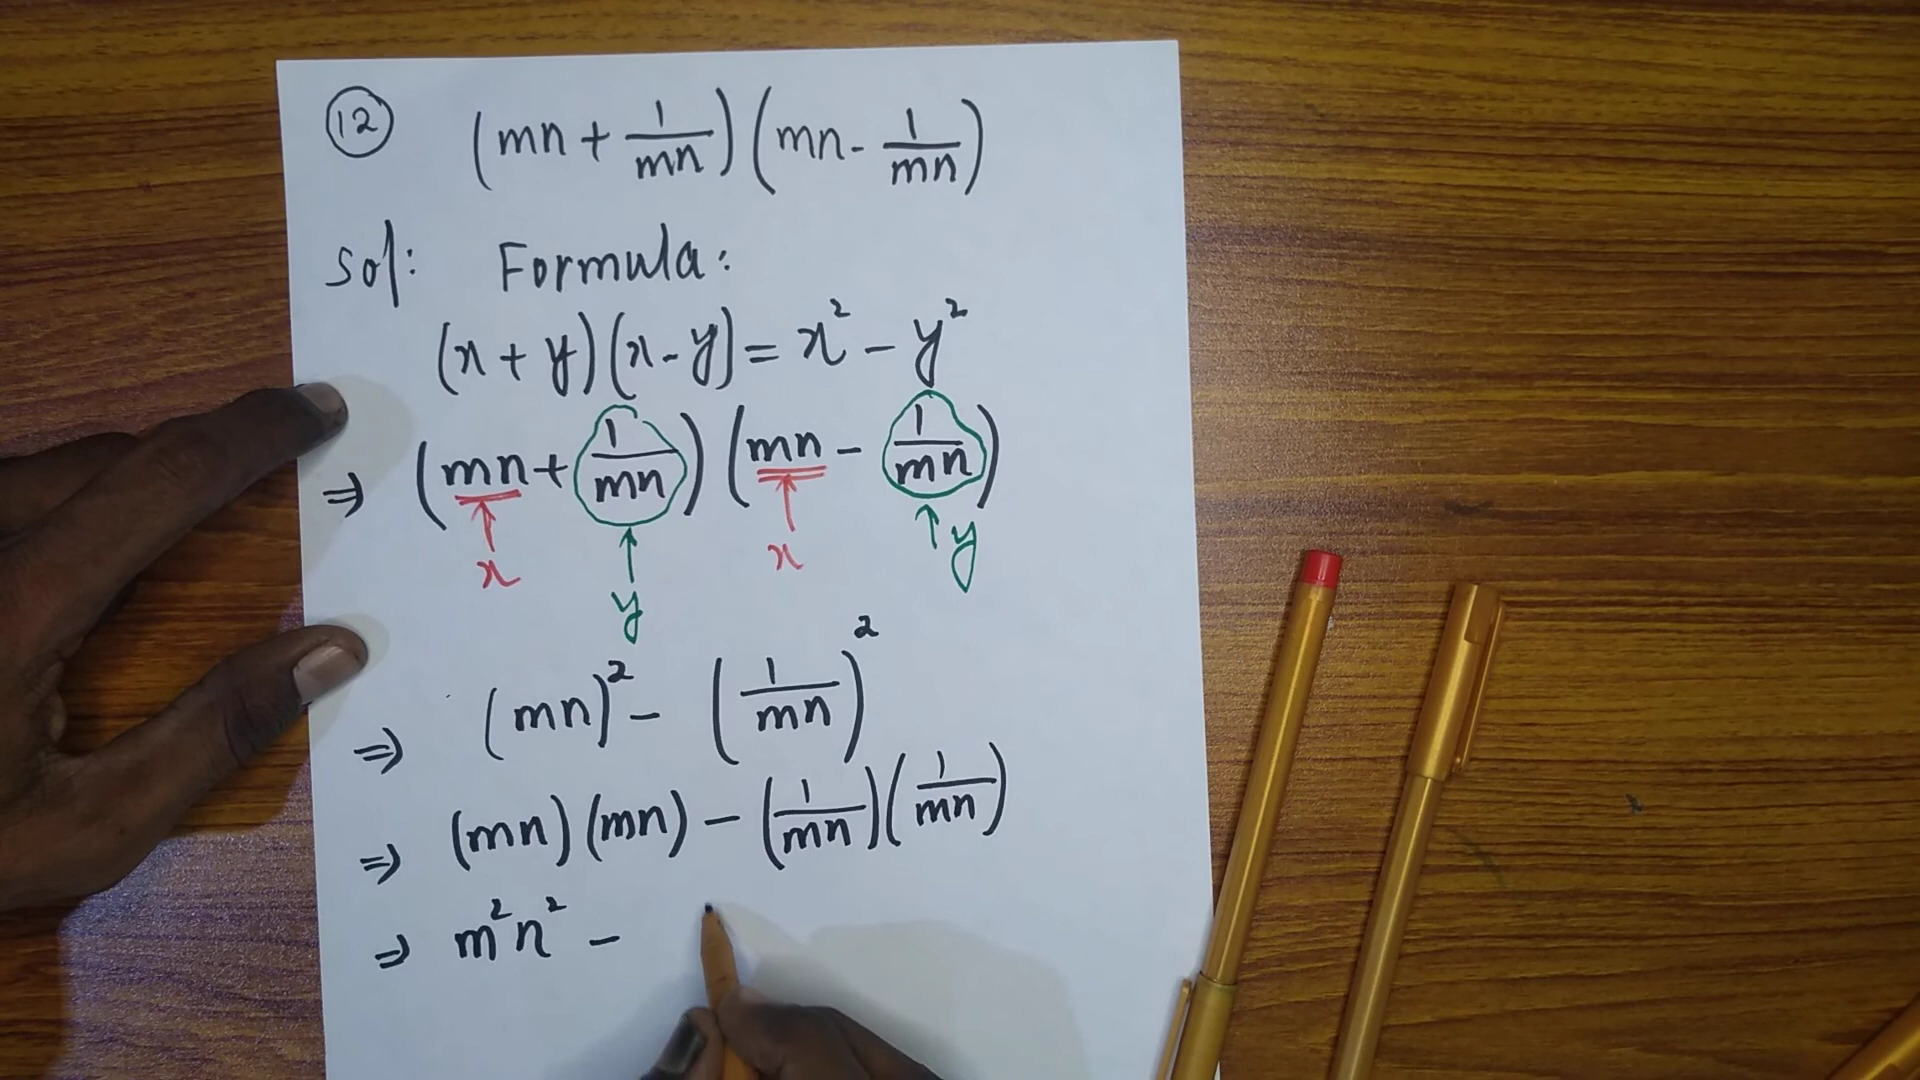 12 (mn + 1/mn) (mn - 1/mn)
Sol: Formula:
(x + y) (x - y) = x² - y²
⇒ (mn + 1/mn) (mn - 1/mn)
↑ ↑ ↑ ↑
x y x y
⇒ (mn)² - (1/mn)²
⇒ (mn) (mn) - (1/mn) (1/mn)
⇒ m²n² -